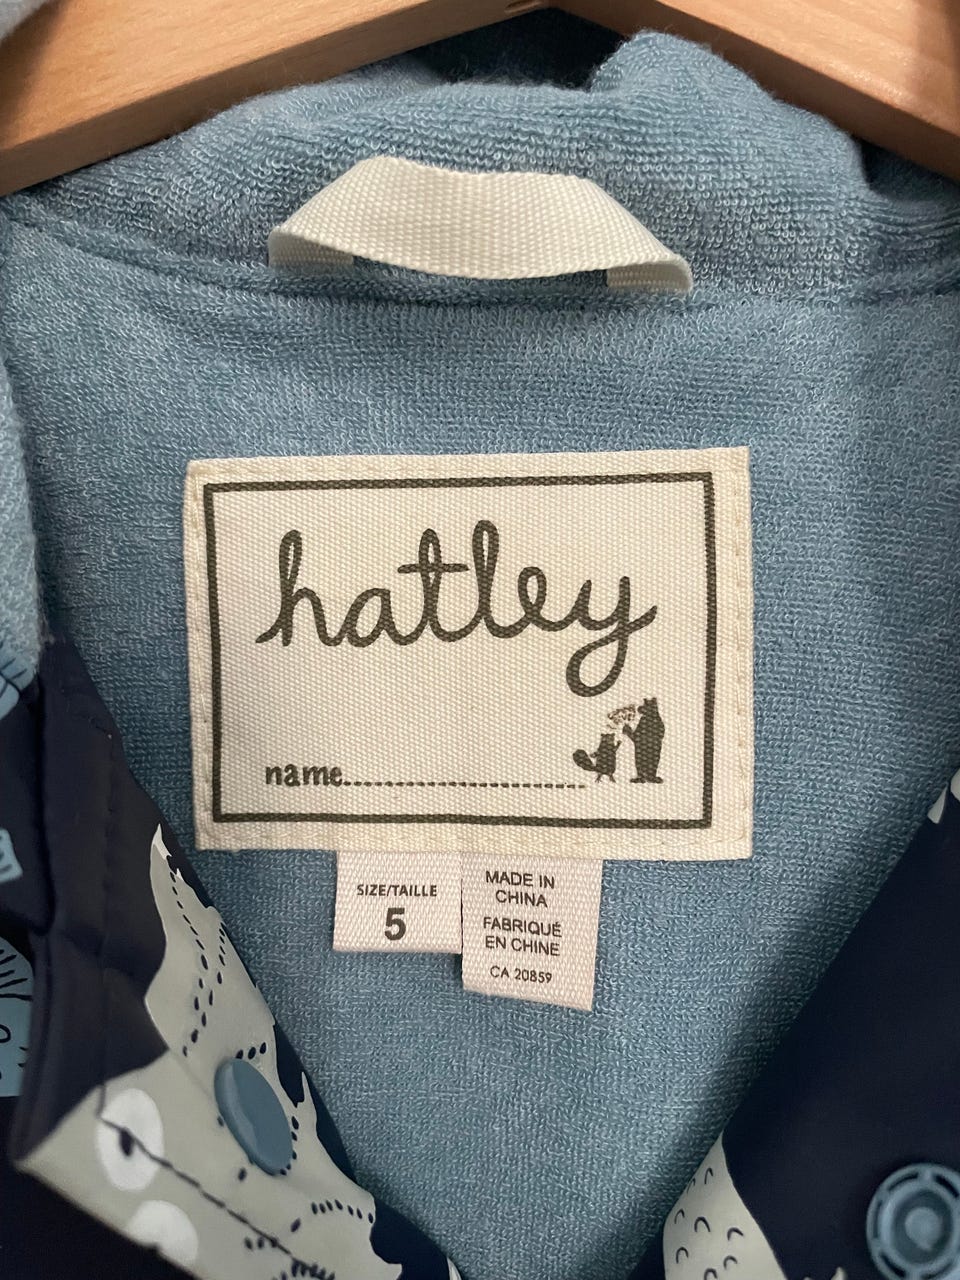 hatley
name........................
SIZE/TAILLE
5
MADE IN
CHINA
FABRIQUÉ
EN CHINE
CA 20859